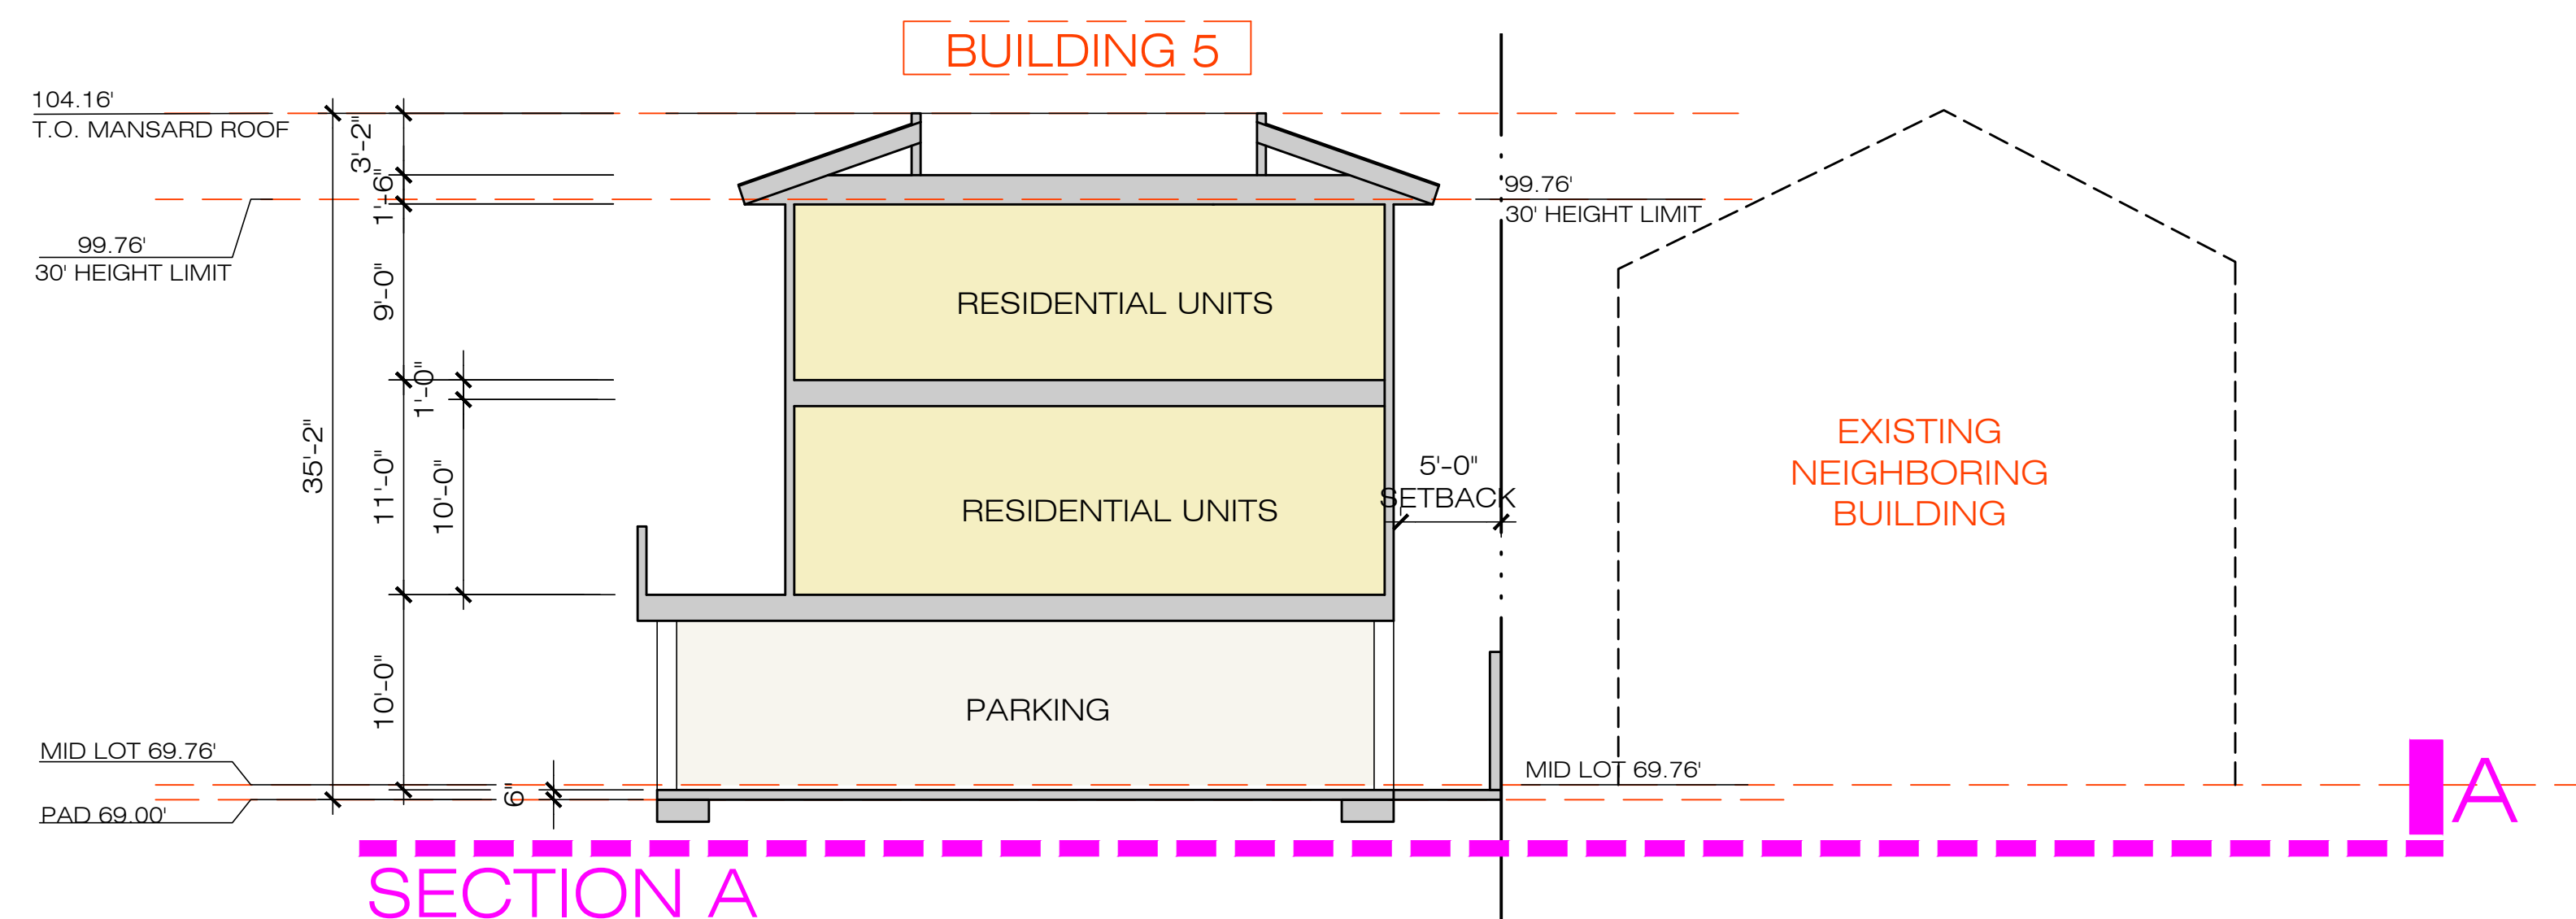 BUILDING 5
104.16'
T.O. MANSARD ROOF
3'-2"
1'-6"
99.76'
30' HEIGHT LIMIT
99.76'
30' HEIGHT LIMIT
9'-0"
RESIDENTIAL UNITS
1'-0"
35'-2"
11'-0"
10'-0"
RESIDENTIAL UNITS
5'-0"
SETBACK
EXISTING
NEIGHBORING
BUILDING
10'-0"
PARKING
MID LOT 69.76'
MID LOT 69.76'
6"
PAD 69.00'
A
SECTION A